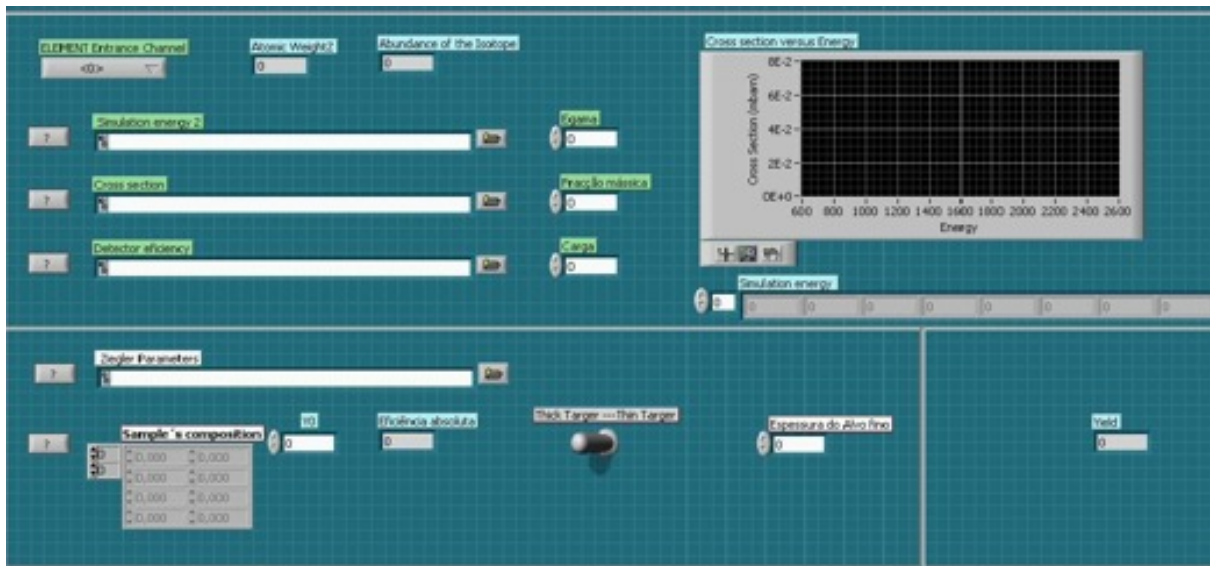 ELEMENT Entrance Channel
Atomic Weight2
Abundance of the Isotope
<0>
0
0
Simulation energy 2
Egama
?
0
Cross section
Fracção mássica
?
0
Detector eficiency
Carga
?
0
Cross section versus Energy
8E-2
6E-2
4E-2
2E-2
0E+0
Cross Section (mbarn)
600 800 1000 1200 1400 1600 1800 2000 2200 2400 2600
Energy
Simulation energy
0 0 0 0 0 0 0 0
Ziegler Parameters
?
Sample´s composition
?
0
0
0,000 0,000
0,000 0,000
0,000 0,000
0,000 0,000
Y0
0
Eficiência absoluta
0
Thick Targer ---Thin Targer
Espessura do Alvo fino
0
Yield
0